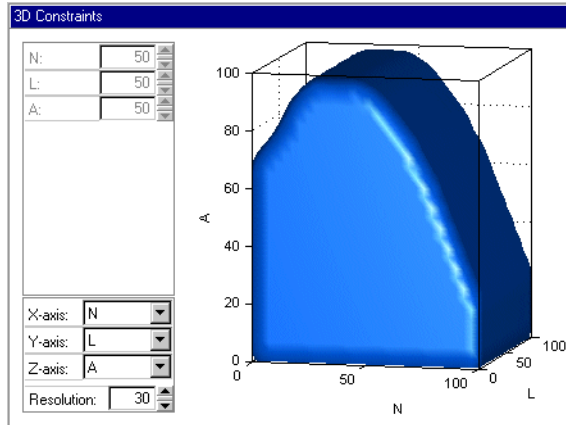 3D Constraints
N: 50
L: 50
A: 50
X-axis: N
Y-axis: L
Z-axis: A
Resolution: 30
100
80
60
40
20
0
A
0
50
100
N
0
50
100
L